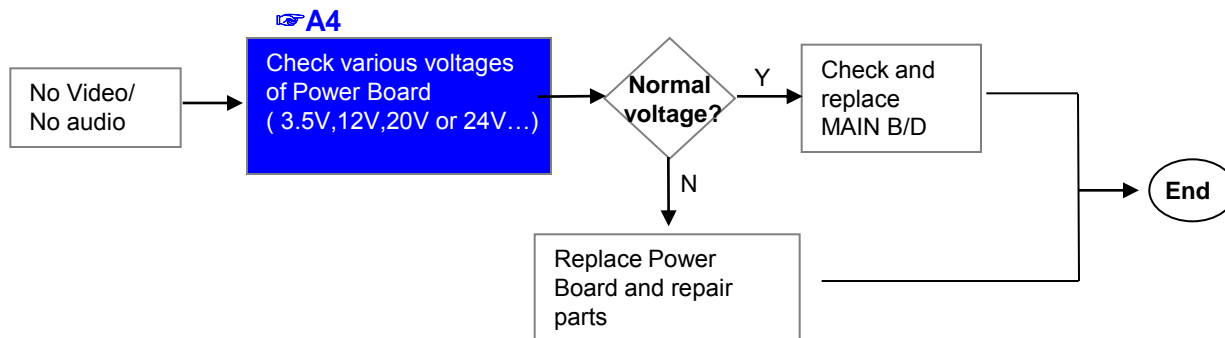 ☞A4
No Video/
No audio
Check various voltages
of Power Board
( 3.5V,12V,20V or 24V…)
Normal
voltage?
Y
Check and
replace
MAIN B/D
N
Replace Power
Board and repair
parts
End